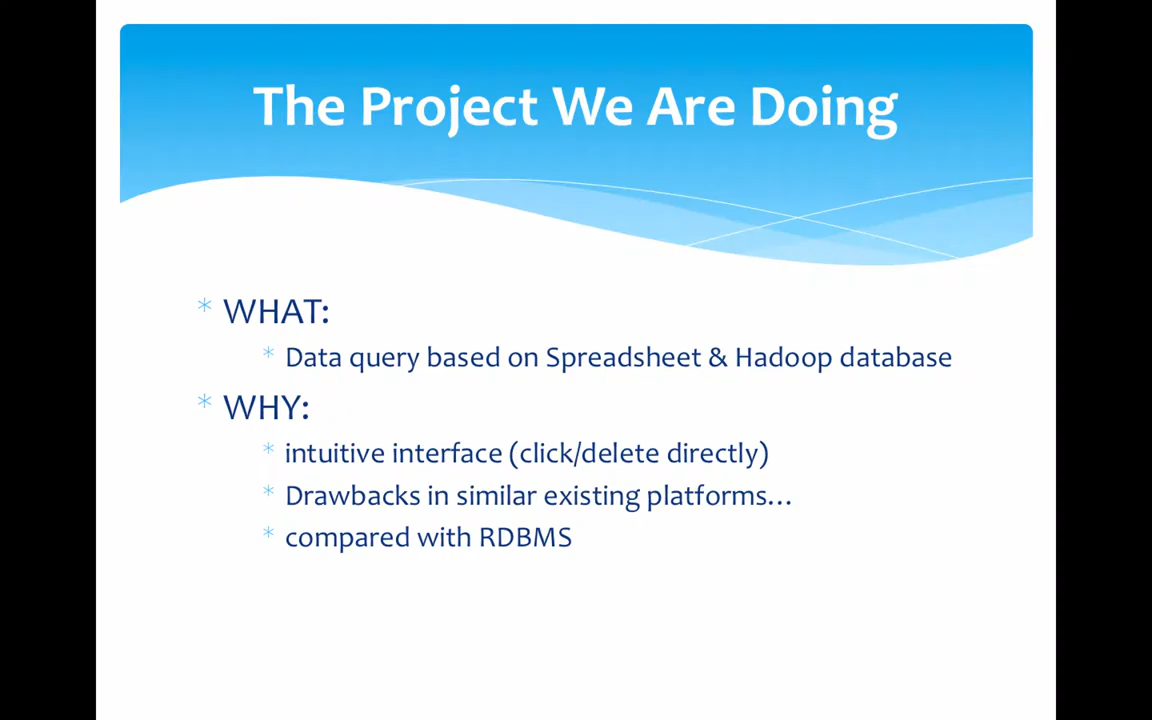 The Project We Are Doing
* WHAT:
* Data query based on Spreadsheet & Hadoop database
* WHY:
* intuitive interface (click/delete directly)
* Drawbacks in similar existing platforms…
* compared with RDBMS